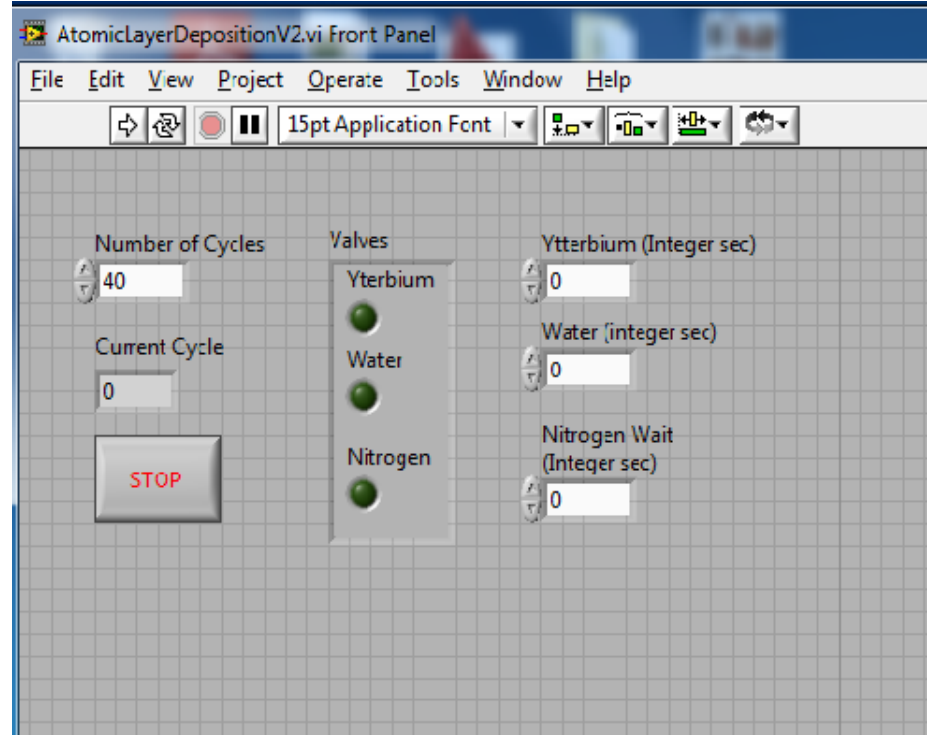 AtomicLayerDepositionV2.vi Front Panel
File Edit View Project Operate Tools Window Help
15pt Application Font
Number of Cycles
40
Current Cycle
0
STOP
Valves
Yterbium
Water
Nitrogen
Ytterbium (Integer sec)
0
Water (integer sec)
0
Nitrogen Wait
(Integer sec)
0